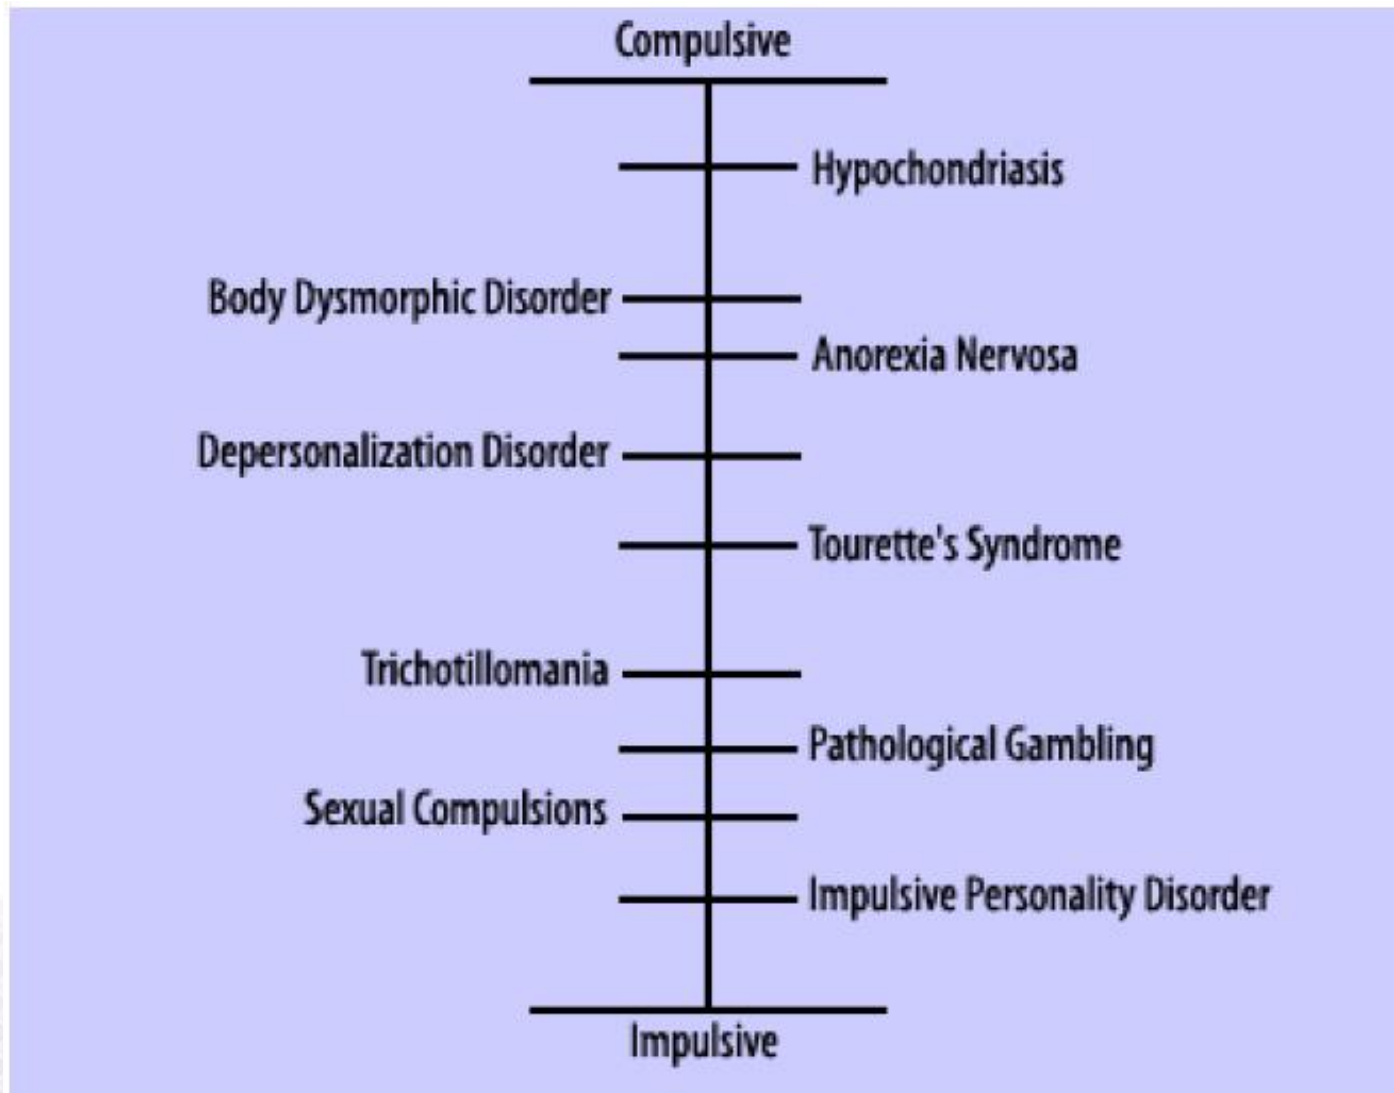 Compulsive
Hypochondriasis
Body Dysmorphic Disorder
Anorexia Nervosa
Depersonalization Disorder
Tourette's Syndrome
Trichotillomania
Pathological Gambling
Sexual Compulsions
Impulsive Personality Disorder
Impulsive